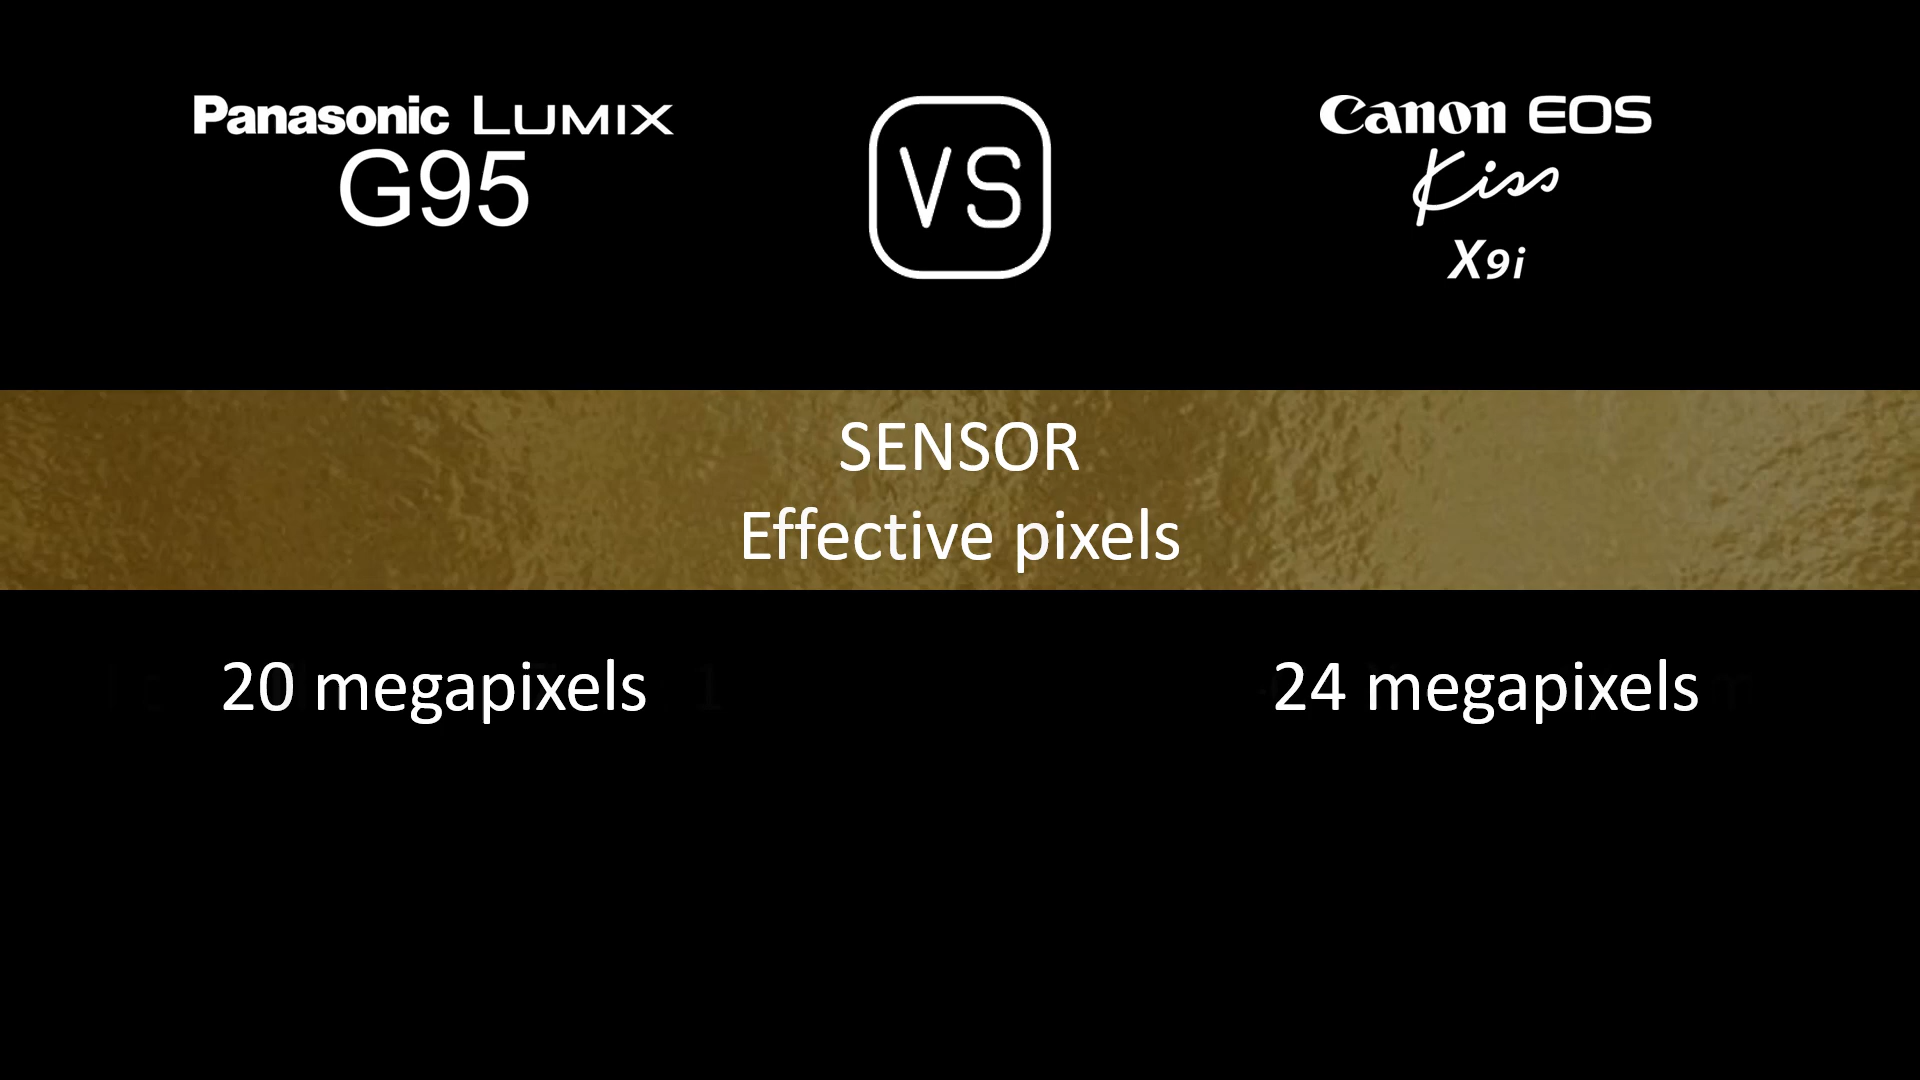 Panasonic LUMIX
G95
VS
Canon EOS
Kiss
X9i
SENSOR
Effective pixels
20 megapixels
24 megapixels